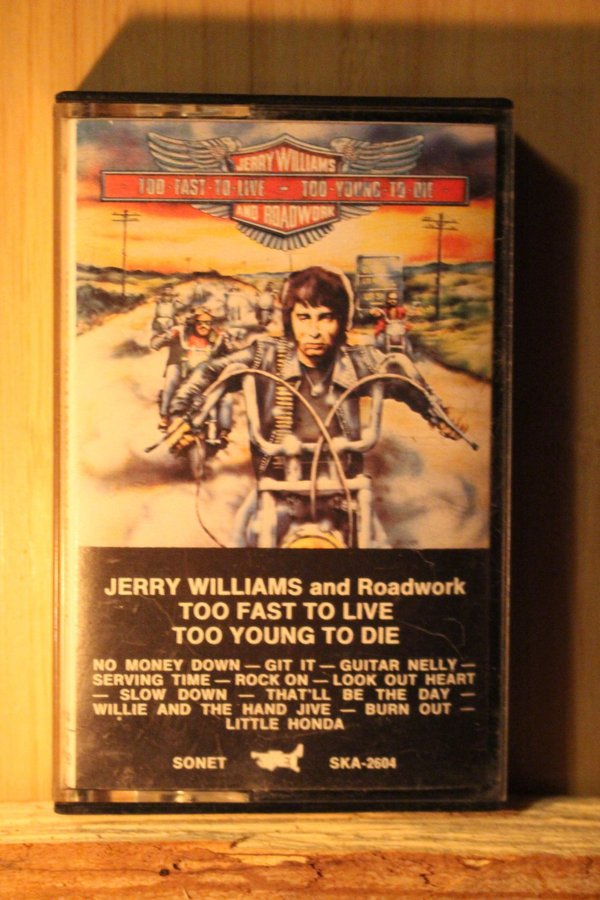 JERRY WILLIAMS
TOO FAST TO LIVE - TOO YOUNG TO DIE
AND ROADWORK
JERRY WILLIAMS and Roadwork
TOO FAST TO LIVE
TOO YOUNG TO DIE
NO MONEY DOWN — GIT IT — GUITAR NELLY —
SERVING TIME — ROCK ON — LOOK OUT HEART
— SLOW DOWN — THAT'LL BE THE DAY —
WILLIE AND THE HAND JIVE — BURN OUT —
LITTLE HONDA
SONET SKA-2604